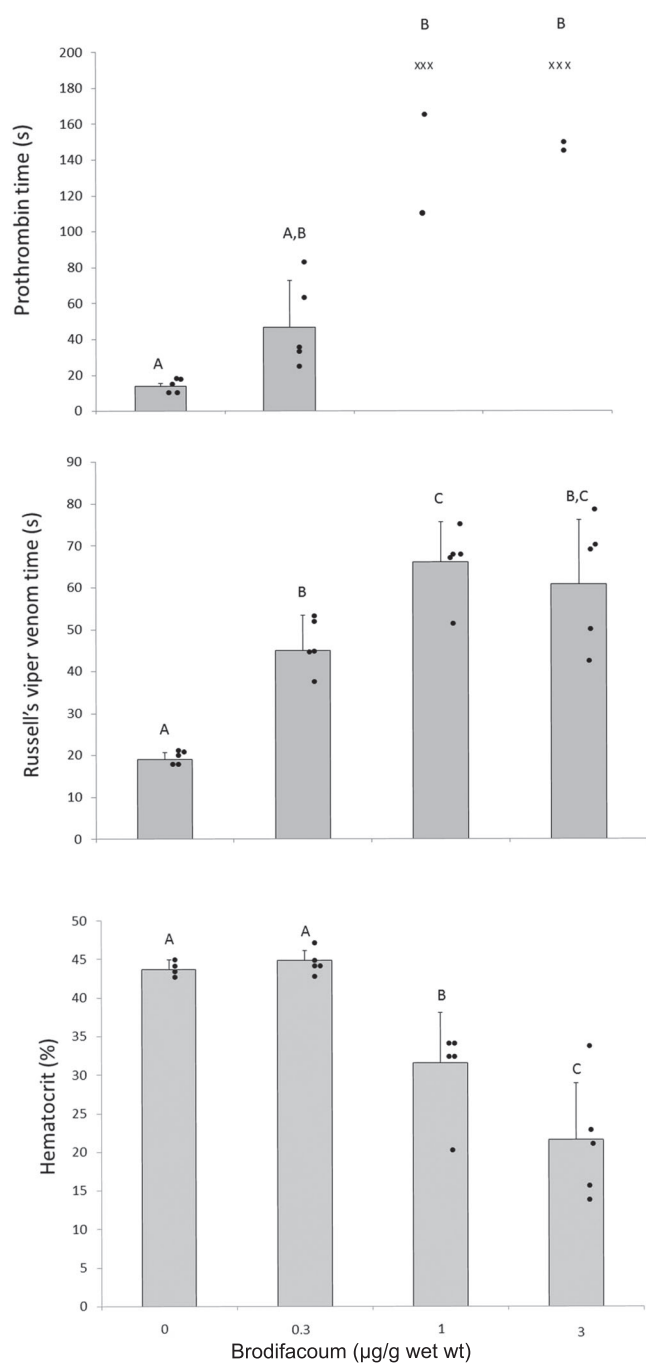 B B
200 xxx xxx
180
160
140
120
A,B
100
80
60
40
A
20
0
Prothrombin time (s)
90
80
C B,C
70
60
B
50
40
30
A
20
10
0
Russell's viper venom time (s)
50
A A
45
40
B
35
30
C
25
20
15
10
5
0
Hematocrit (%)
0 0.3 1 3
Brodifacoum (µg/g wet wt)